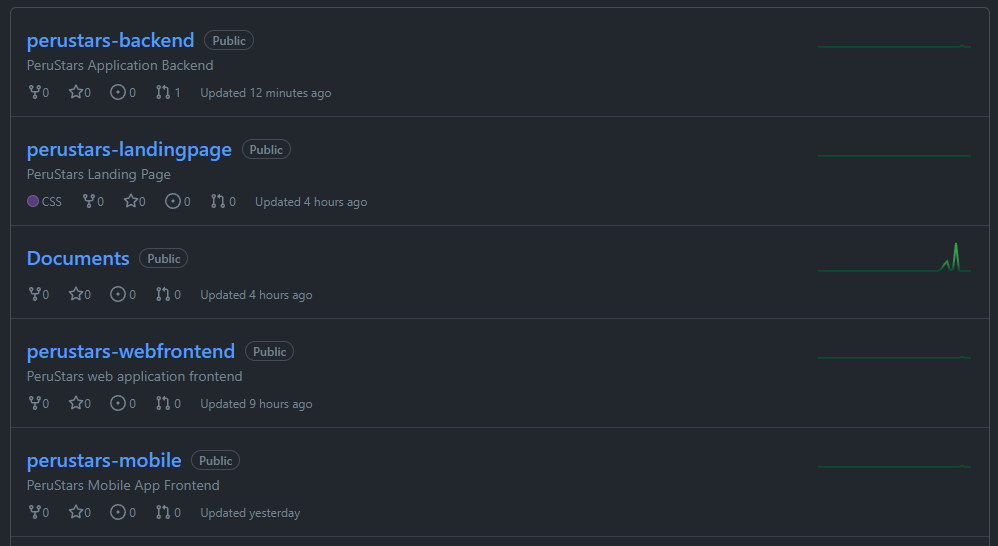 perustars-backend Public
PeruStars Application Backend
0 0 0 1 Updated 12 minutes ago
perustars-landingpage Public
PeruStars Landing Page
CSS 0 0 0 0 Updated 4 hours ago
Documents Public
0 0 0 0 Updated 4 hours ago
perustars-webfrontend Public
PeruStars web application frontend
0 0 0 0 Updated 9 hours ago
perustars-mobile Public
PeruStars Mobile App Frontend
0 0 0 0 Updated yesterday